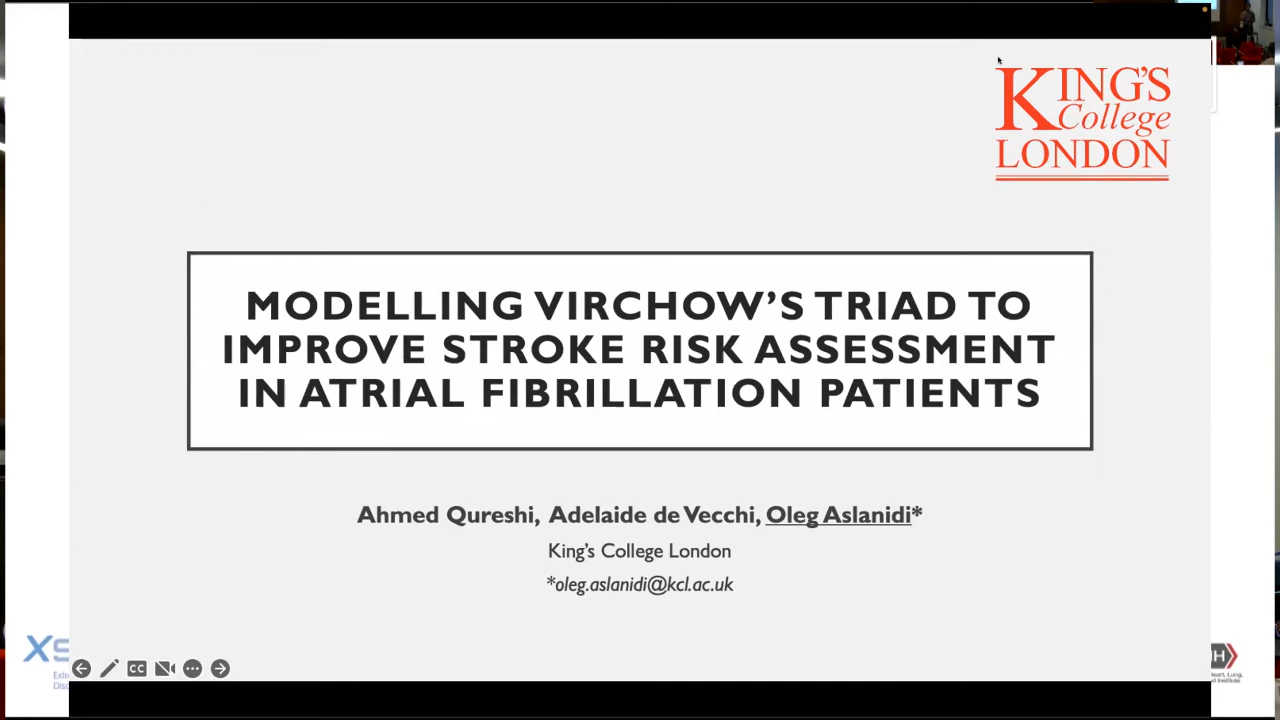 KING'S
College
LONDON
MODELLING VIRCHOW'S TRIAD TO
IMPROVE STROKE RISK ASSESSMENT
IN ATRIAL FIBRILLATION PATIENTS
Ahmed Qureshi, Adelaide de Vecchi, Oleg Aslanidi*
King's College London
*oleg.aslanidi@kcl.ac.uk
CC